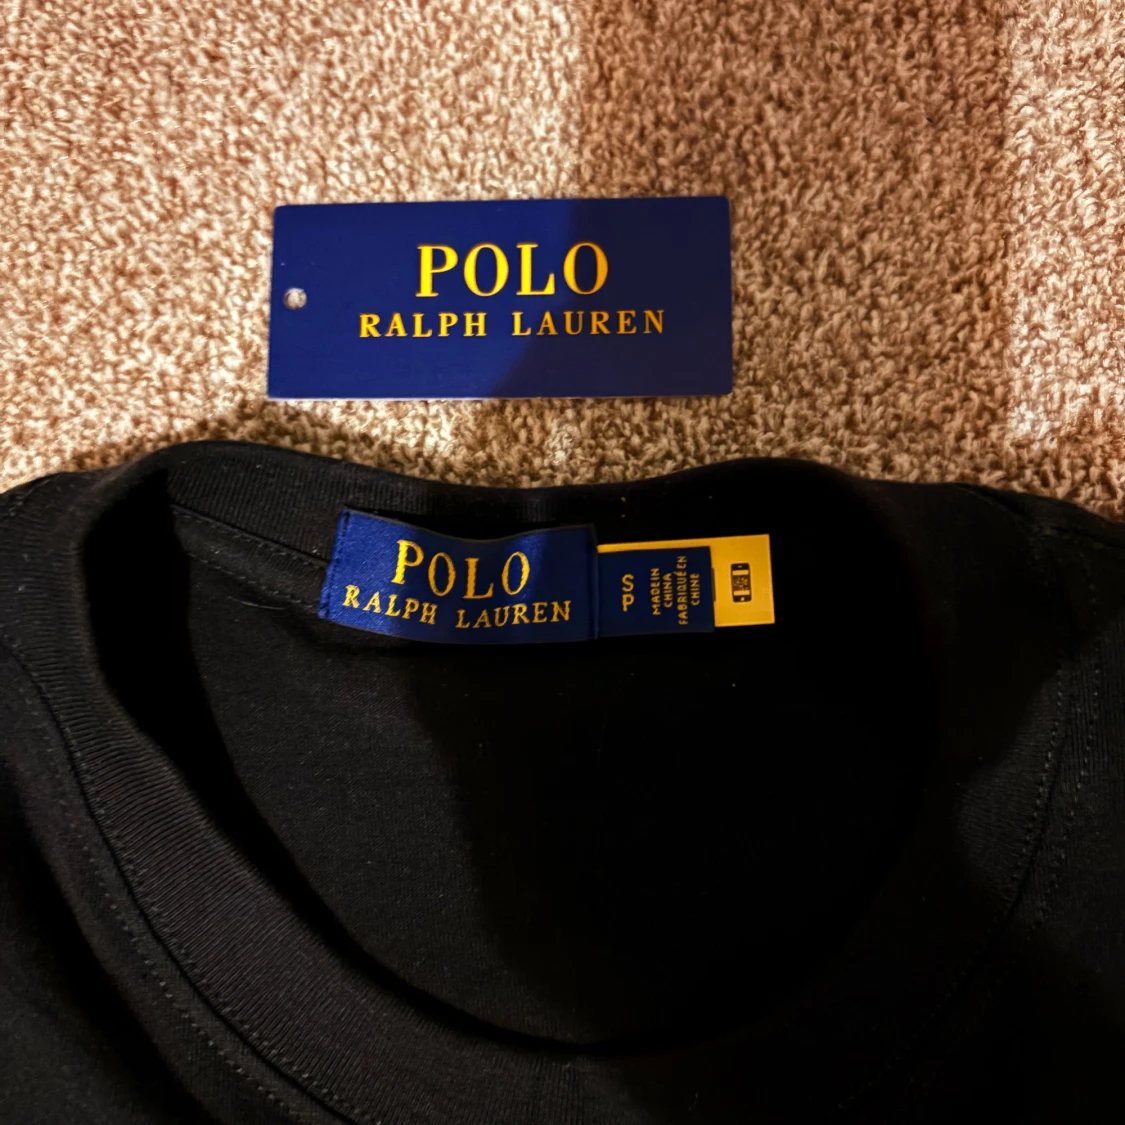 POLO
RALPH LAUREN
POLO
RALPH LAUREN
S
P
MADE IN
CHINA
FABRIQUÉ EN
CHINE